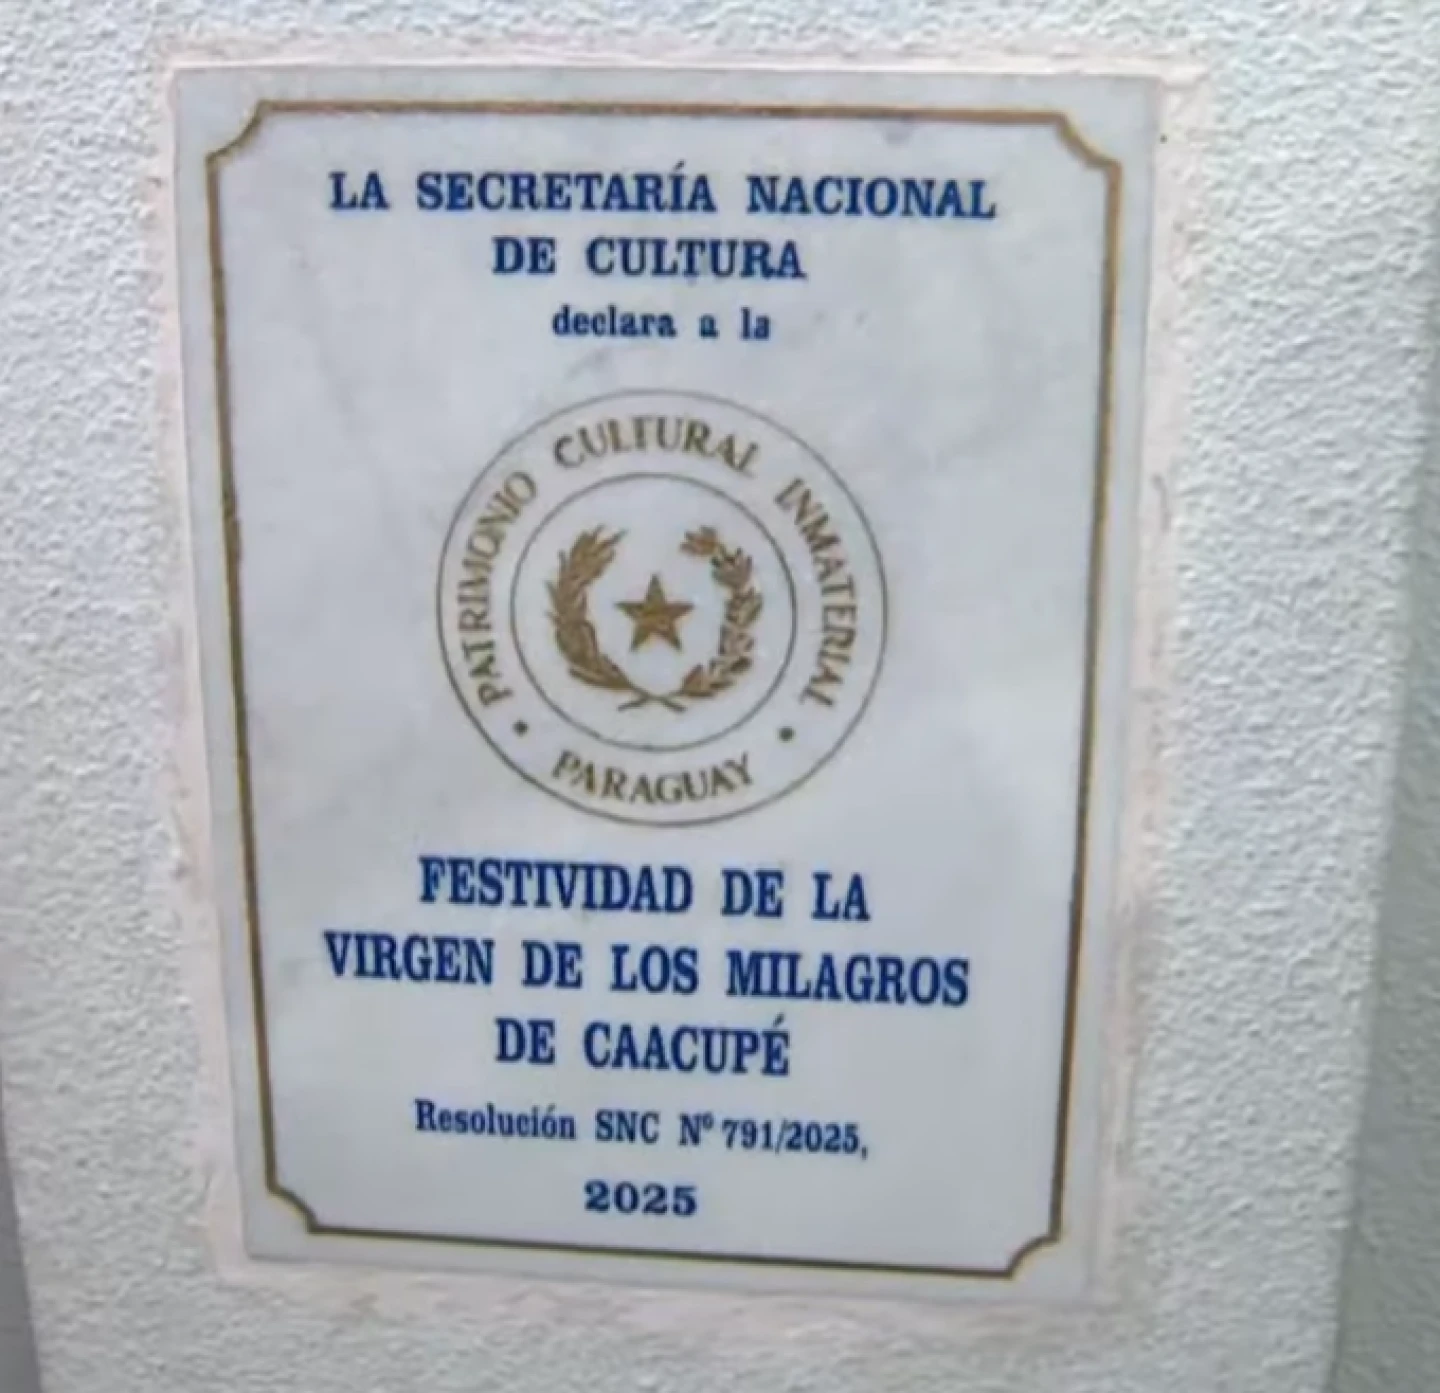 LA SECRETARÍA NACIONAL
DE CULTURA
declara a la
PATRIMONIO CULTURAL INMATERIAL
• PARAGUAY •
FESTIVIDAD DE LA
VIRGEN DE LOS MILAGROS
DE CAACUPÉ
Resolución SNC Nº 791/2025,
2025